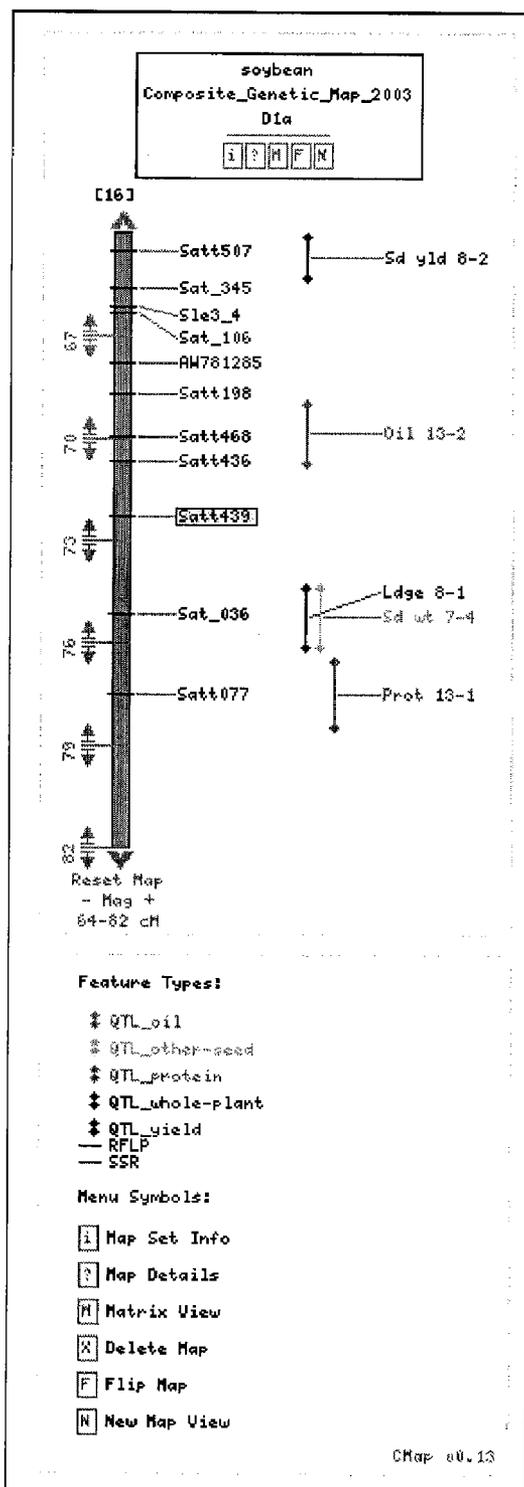 soybean
Composite_Genetic_Map_2003
D1a
i ? M F N
[16]
Satt507
Sd yld 8-2
Sat_345
Sle3_4
67
Sat_106
AW781285
Satt198
70
Satt468
Oil 13-2
Satt436
Satt439
73
Ldge 8-1
Sat_036
Sd wt 7-4
76
Satt077
Prot 13-1
79
82
Reset Map
- Mag +
64-82 cM
Feature Types:
QTL_oil
QTL_other-seed
QTL_protein
QTL_whole-plant
QTL_yield
RFLP
SSR
Menu Symbols:
i Map Set Info
? Map Details
M Matrix View
X Delete Map
F Flip Map
N New Map View
CMap v0.13